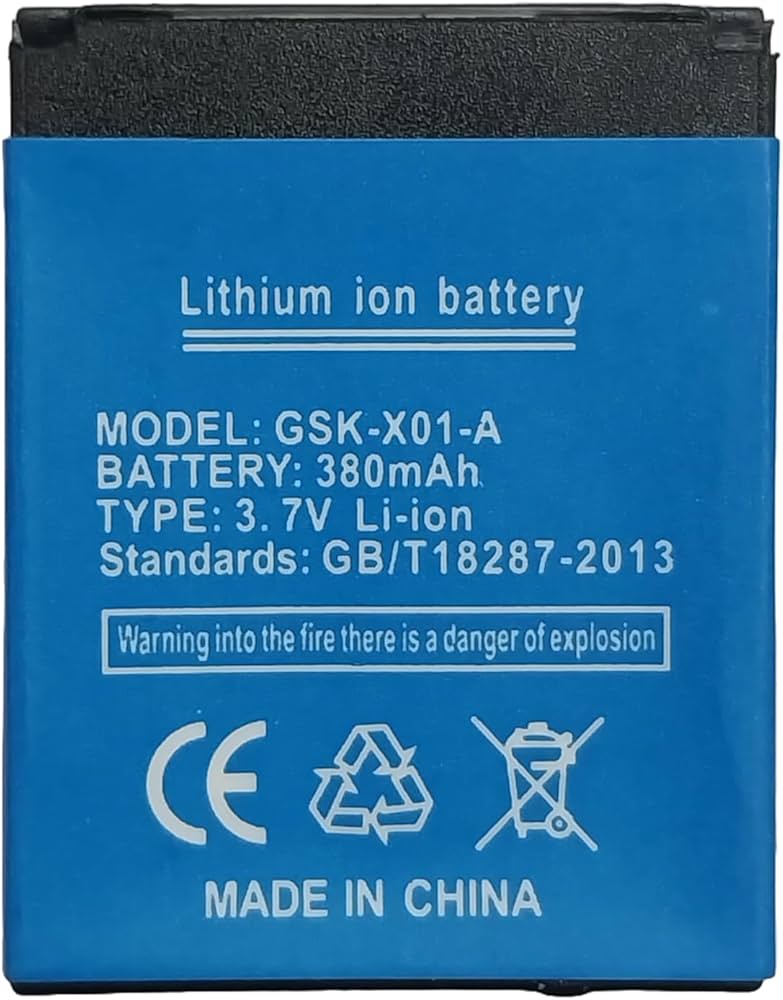 Lithium ion battery
MODEL: GSK-X01-A
BATTERY: 380mAh
TYPE: 3.7V Li-ion
Standards: GB/T18287-2013
Warning into the fire there is a danger of explosion
CE
MADE IN CHINA